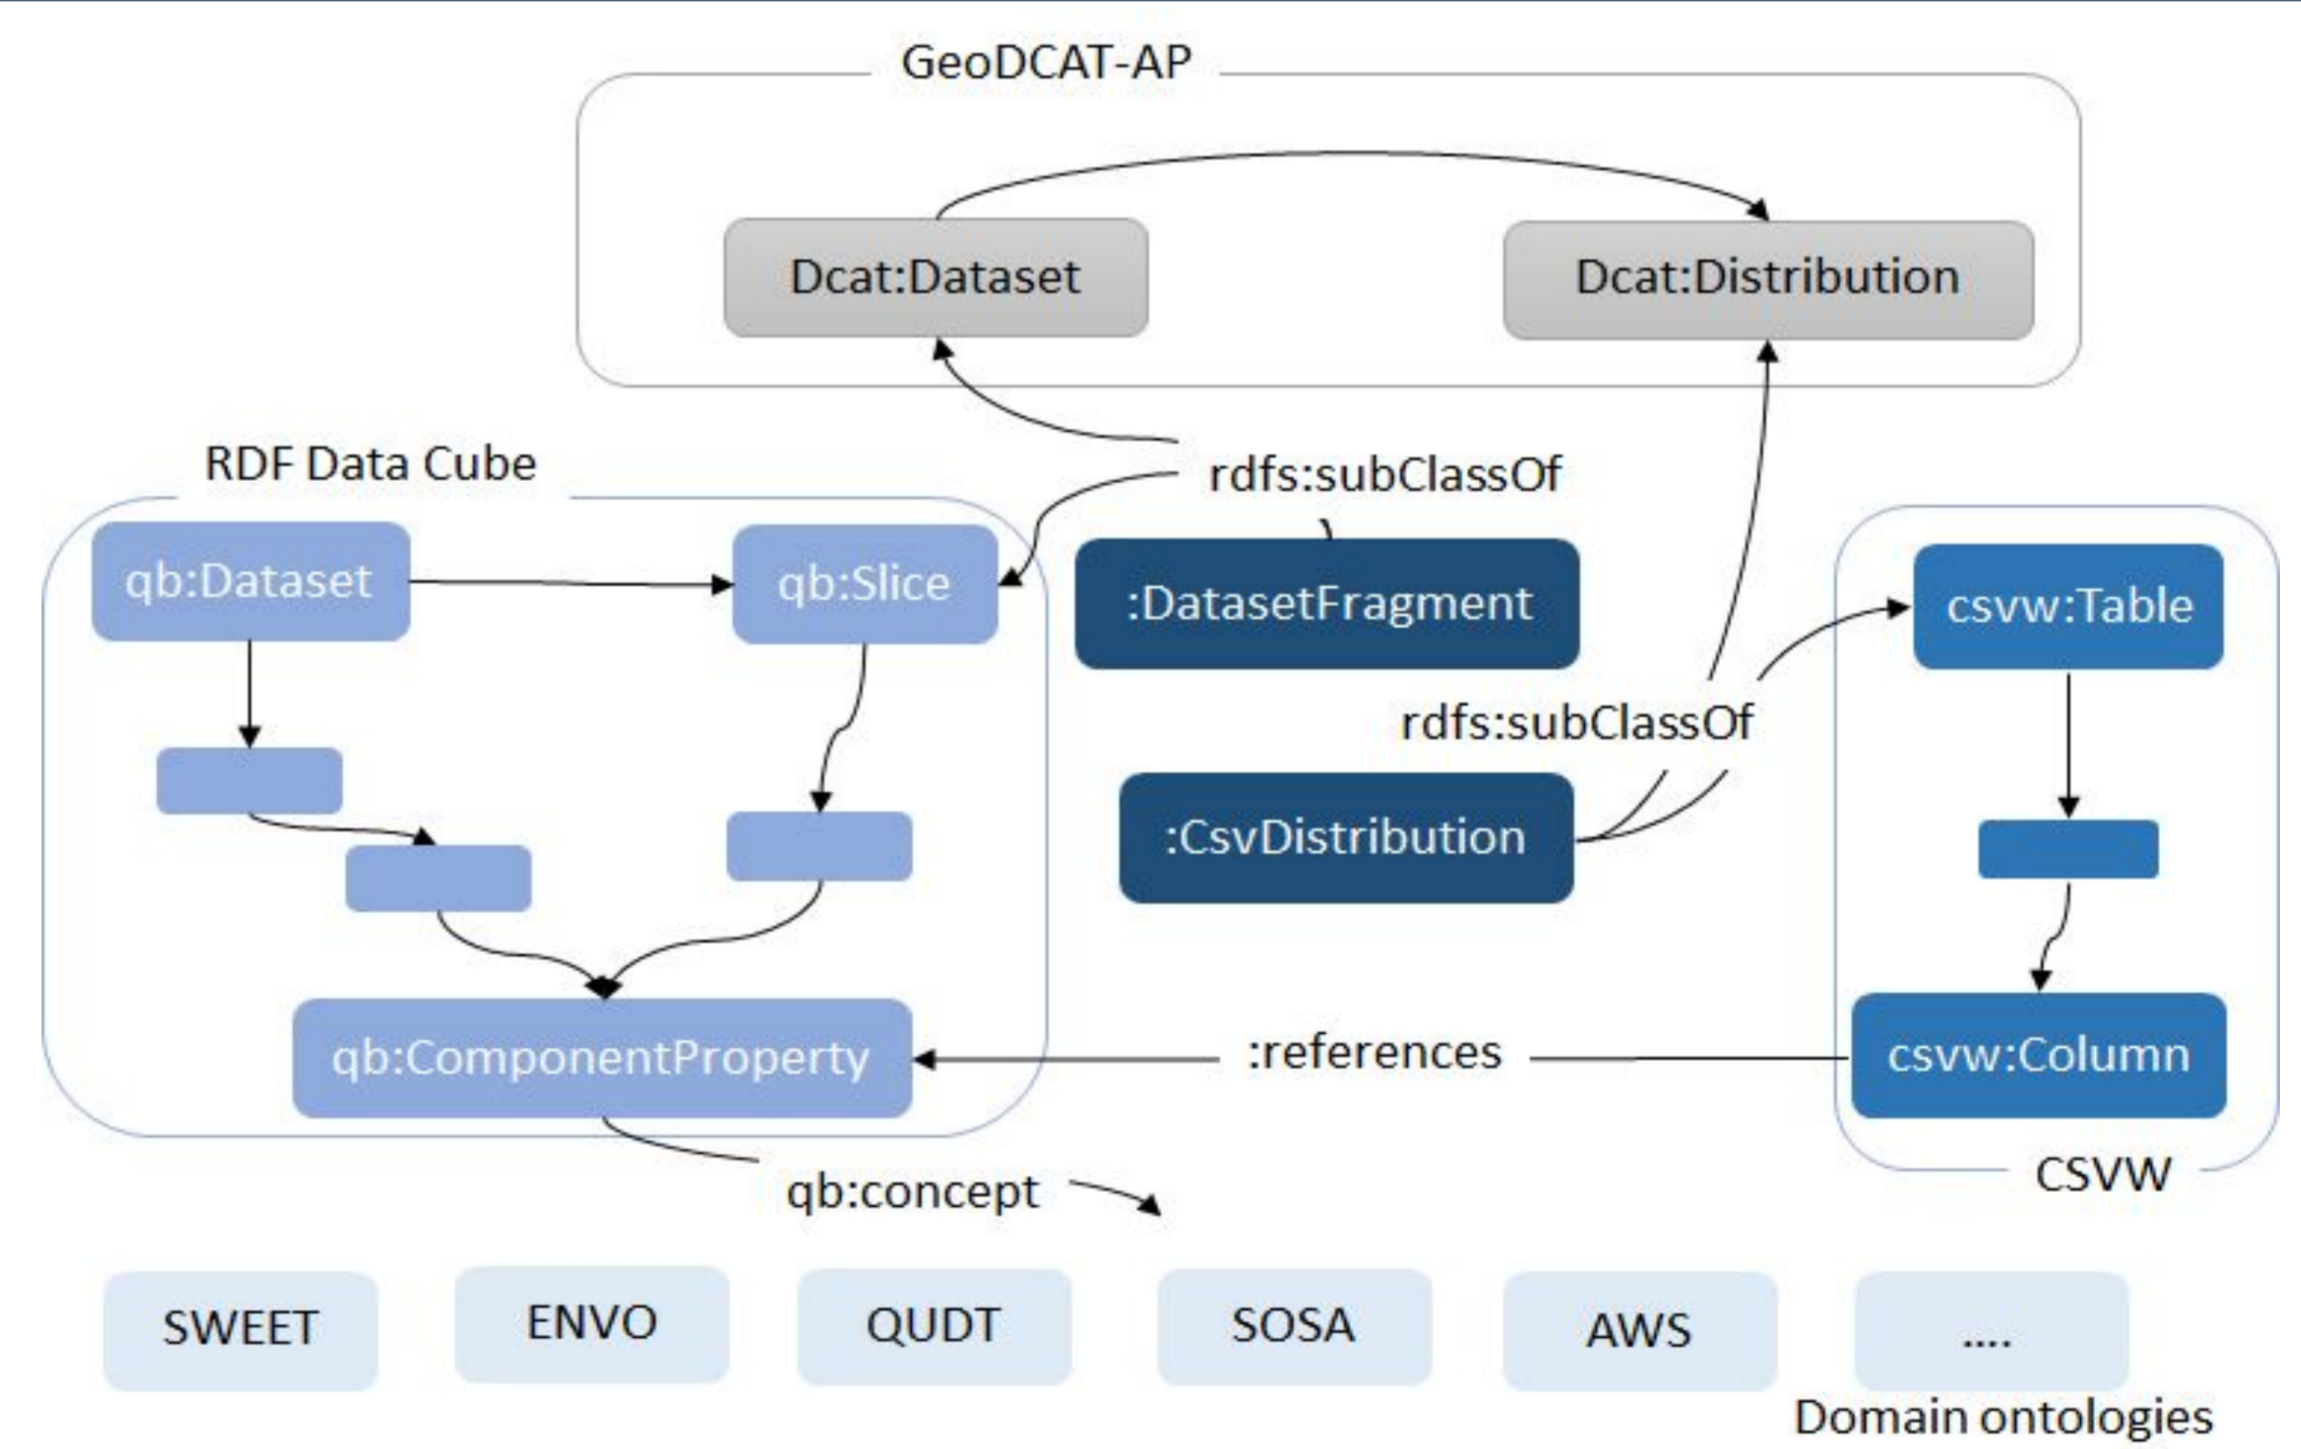 GeoDCAT-AP
Dcat:Dataset
Dcat:Distribution
RDF Data Cube
rdfs:subClassOf
qb:Dataset
qb:Slice
:DatasetFragment
csvw:Table
rdfs:subClassOf
:CsvDistribution
qb:ComponentProperty
:references
csvw:Column
qb:concept
CSVW
SWEET
ENVO
QUDT
SOSA
AWS
....
Domain ontologies